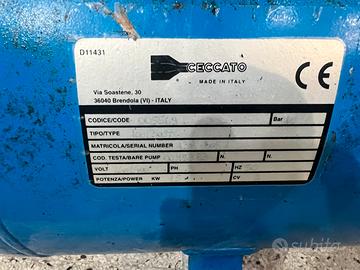 D11431
CECCATO
MADE IN ITALY
Via Soastene, 30
36040 Brendola (VI) - ITALY
CE
CODICE/CODE Bar
TIPO/TYPE
MATRICOLA/SERIAL NUMBER
COD. TESTA/BARE PUMP N. N.
VOLT PH HZ
POTENZA/POWER KW CV
subito